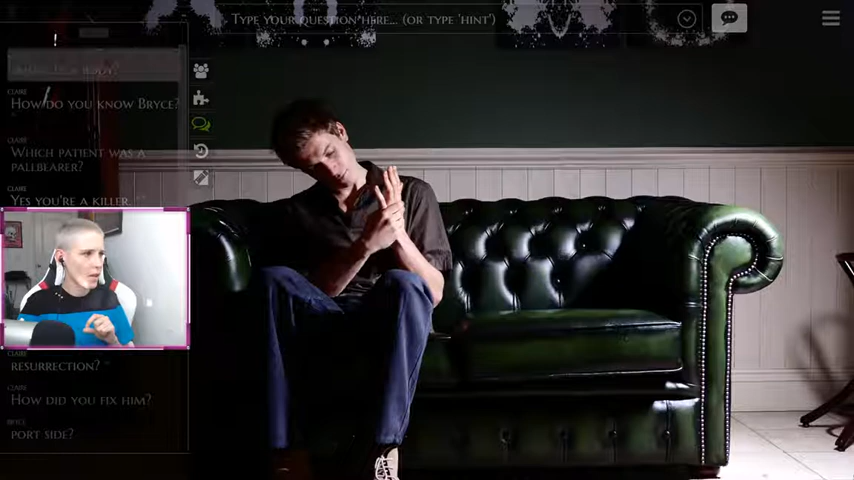 Type your question here... (or type 'hint')
CLAIRE
How do you know Bryce?
CLAIRE
Which patient was a
pallbearer?
CLAIRE
Yes you're a killer.
resurrection?
CLAIRE
How did you fix him?
BRYCE
port side?